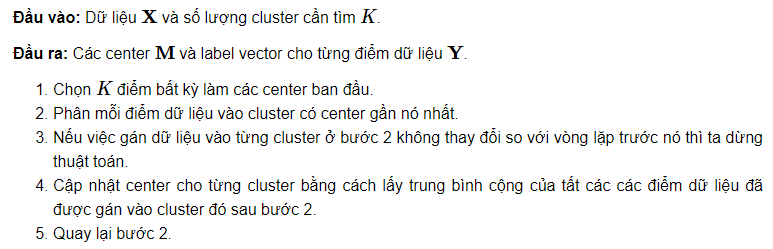 Đầu vào: Dữ liệu X và số lượng cluster cần tìm K.
Đầu ra: Các center M và label vector cho từng điểm dữ liệu Y.
1. Chọn K điểm bất kỳ làm các center ban đầu.
2. Phân mỗi điểm dữ liệu vào cluster có center gần nó nhất.
3. Nếu việc gán dữ liệu vào từng cluster ở bước 2 không thay đổi so với vòng lặp trước nó thì ta dừng
thuật toán.
4. Cập nhật center cho từng cluster bằng cách lấy trung bình cộng của tất các các điểm dữ liệu đã
được gán vào cluster đó sau bước 2.
5. Quay lại bước 2.